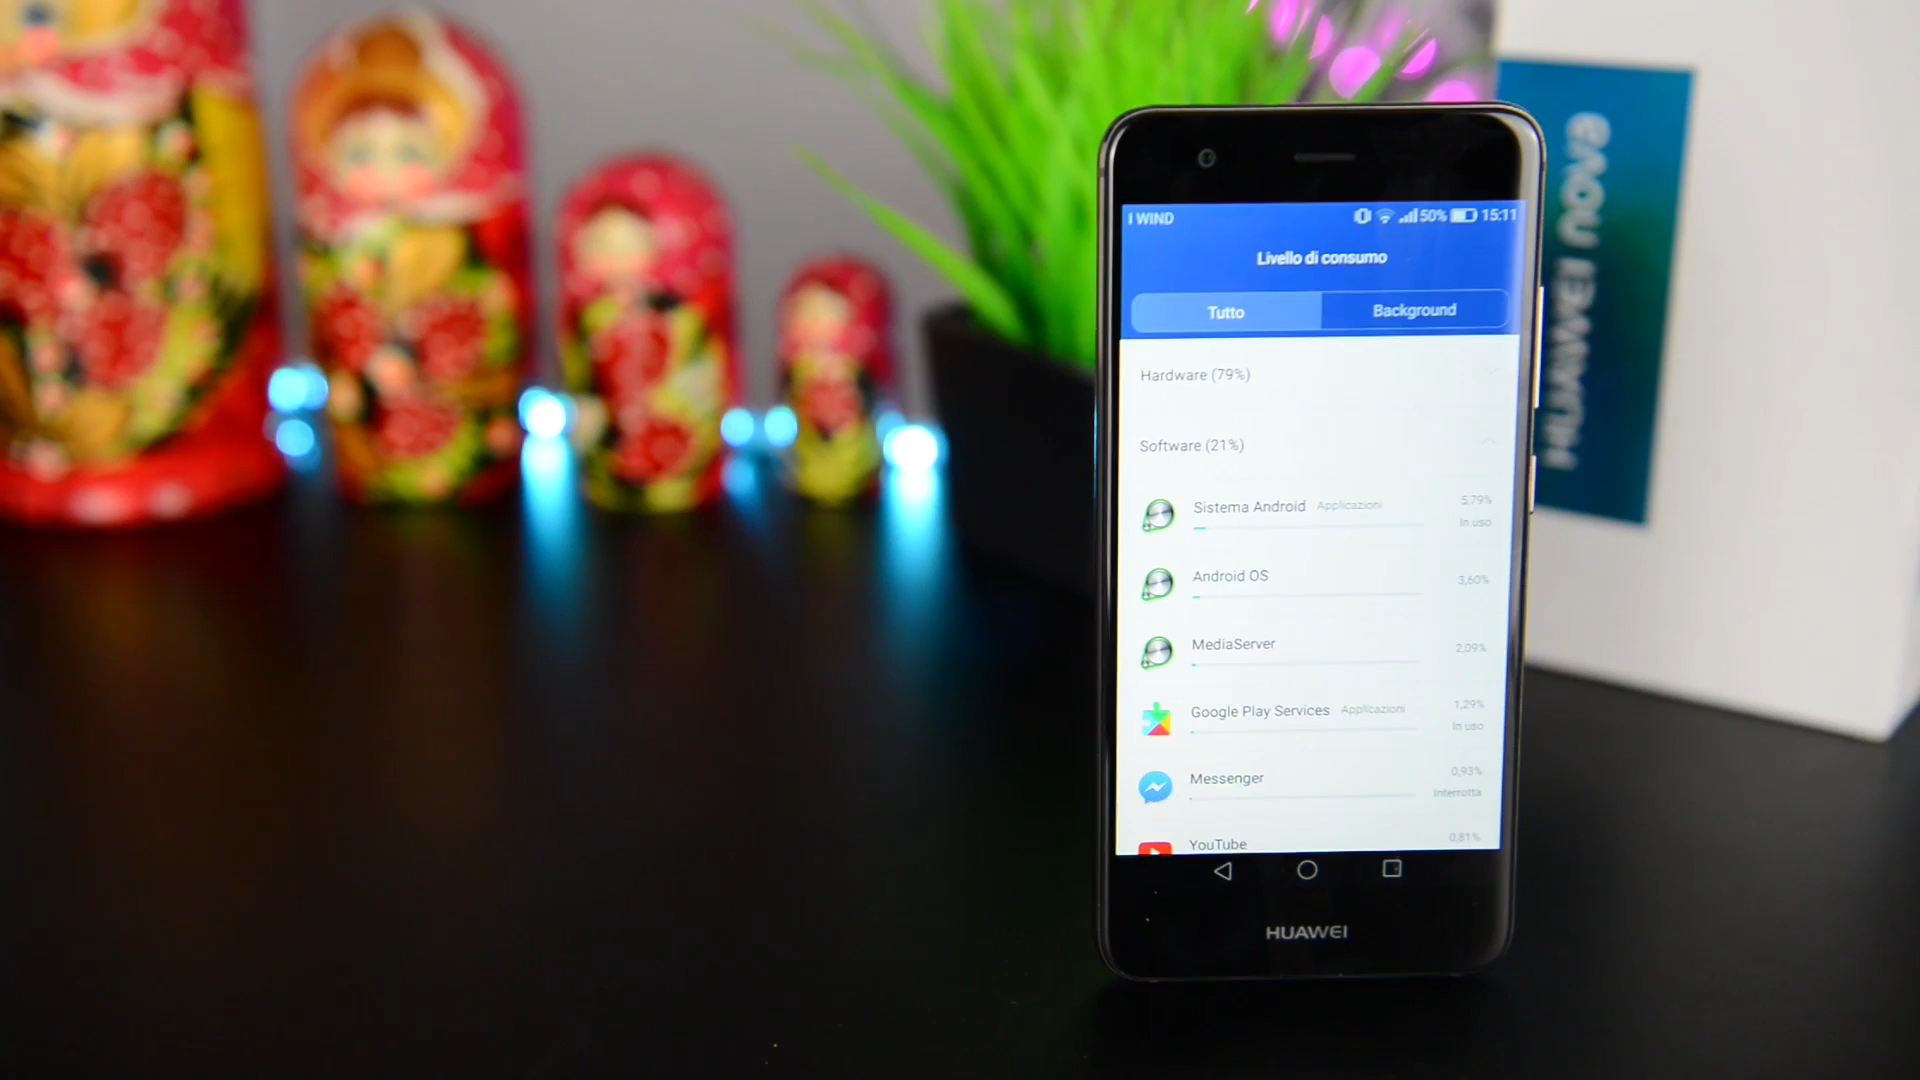 I WIND 50% 15:11
Livello di consumo
Tutto Background
Hardware (79%)
Software (21%)
Sistema Android Applicazioni 5,79%
In uso
Android OS 3,60%
MediaServer 2,09%
Google Play Services Applicazioni 1,29%
In uso
Messenger 0,93%
Interrotta
YouTube 0,81%
HUAWEI
HUAWEI nova